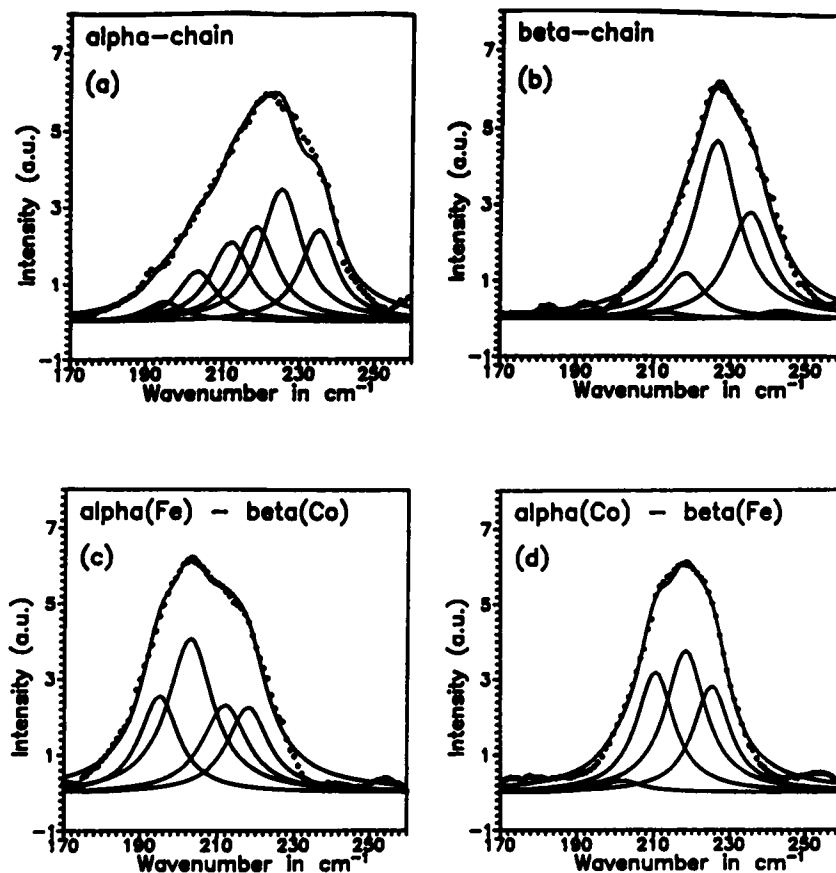 alpha-chain
(a)
Intensity (a.u.)
7
5
3
1
-1
170 190 210 230 250
Wavenumber in cm⁻¹
beta-chain
(b)
Intensity (a.u.)
7
5
3
1
-1
170 190 210 230 250
Wavenumber in cm⁻¹
alpha(Fe) - beta(Co)
(c)
Intensity (a.u.)
7
5
3
1
-1
170 190 210 230 250
Wavenumber in cm⁻¹
alpha(Co) - beta(Fe)
(d)
Intensity (a.u.)
7
5
3
1
-1
170 190 210 230 250
Wavenumber in cm⁻¹